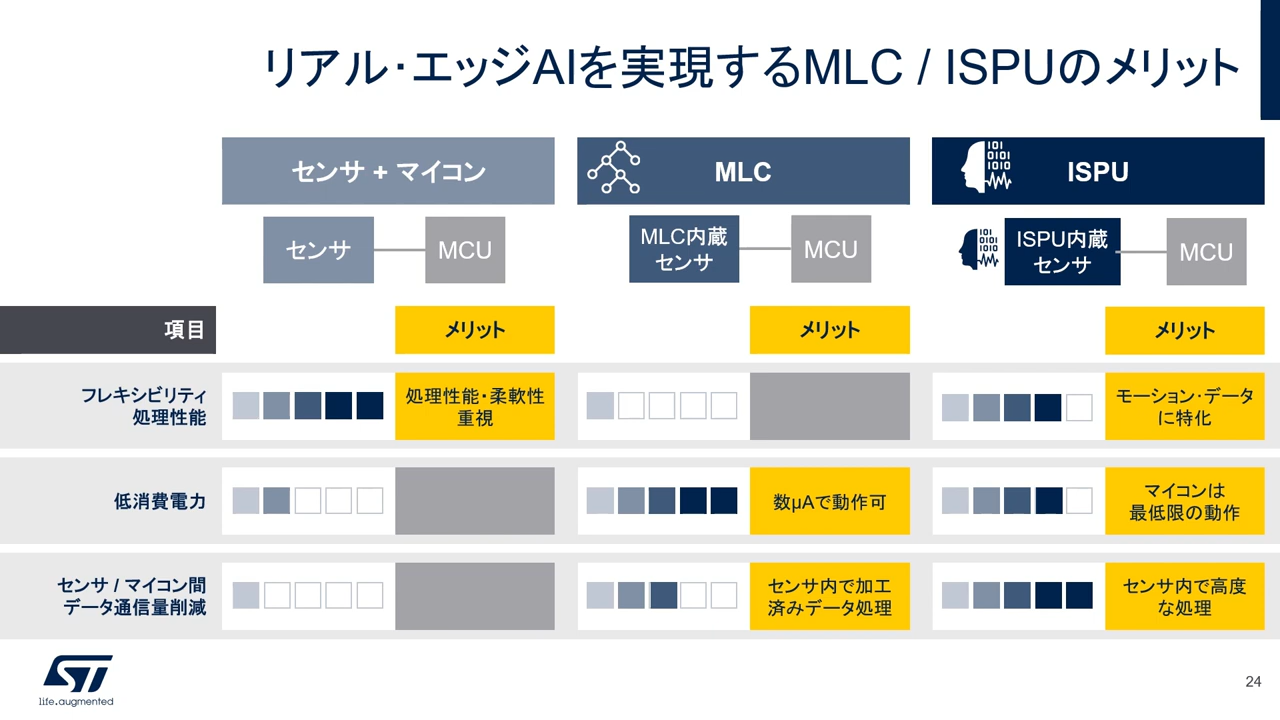 リアル・エッジAIを実現するMLC / ISPUのメリット
センサ + マイコン
MLC
101
0101
1010
ISPU
センサ
MCU
MLC内蔵
センサ
MCU
101
0101
1010
ISPU内蔵
センサ
MCU
項目
メリット
メリット
メリット
フレキシビリティ
処理性能
処理性能・柔軟性
重視
モーション・データ
に特化
低消費電力
数µAで動作可
マイコンは
最低限の動作
センサ / マイコン間
データ通信量削減
センサ内で加工
済みデータ処理
センサ内で高度
な処理
ST
life.augmented
24